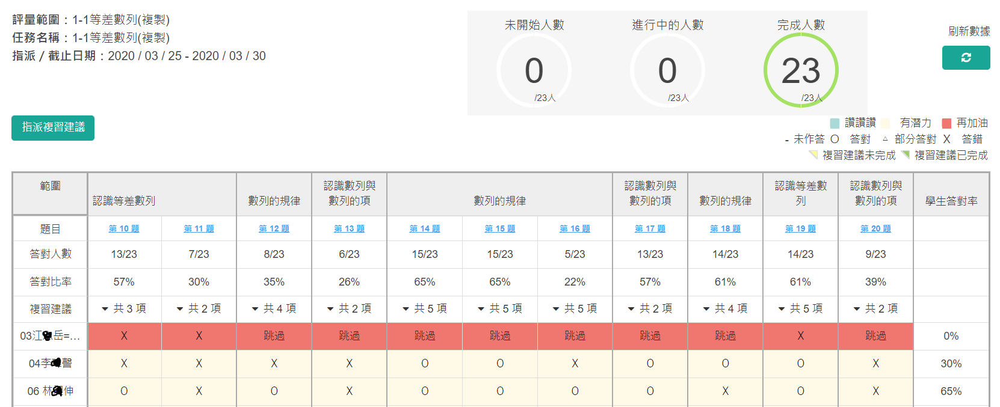 評量範圍：1-1等差數列(複製)
任務名稱：1-1等差數列(複製)
指派 / 截止日期：2020 / 03 / 25 - 2020 / 03 / 30
未開始人數 進行中的人數 完成人數
0 0 23
/23人 /23人 /23人
刷新數據
指派複習建議
讚讚讚 有潛力 再加油
- 未作答 O 答對 △ 部分答對 X 答錯
複習建議未完成 複習建議已完成
範圍 認識等差數列 數列的規律 認識數列與數列的項 數列的規律 認識數列與數列的項 數列的規律 認識等差數列 認識數列與數列的項 學生答對率
題目 第 10 題 第 11 題 第 12 題 第 13 題 第 14 題 第 15 題 第 16 題 第 17 題 第 18 題 第 19 題 第 20 題
答對人數 13/23 7/23 8/23 6/23 15/23 15/23 5/23 13/23 14/23 14/23 9/23
答對比率 57% 30% 35% 26% 65% 65% 22% 57% 61% 61% 39%
複習建議 共 3 項 共 2 項 共 4 項 共 2 項 共 5 項 共 5 項 共 5 項 共 2 項 共 4 項 共 5 項 共 2 項
03江岳=... X X 跳過 跳過 跳過 跳過 跳過 跳過 跳過 X 跳過 0%
04李謦 X X X X O O X O O O X 30%
06 林伸 O X O X O O O O X O X 65%